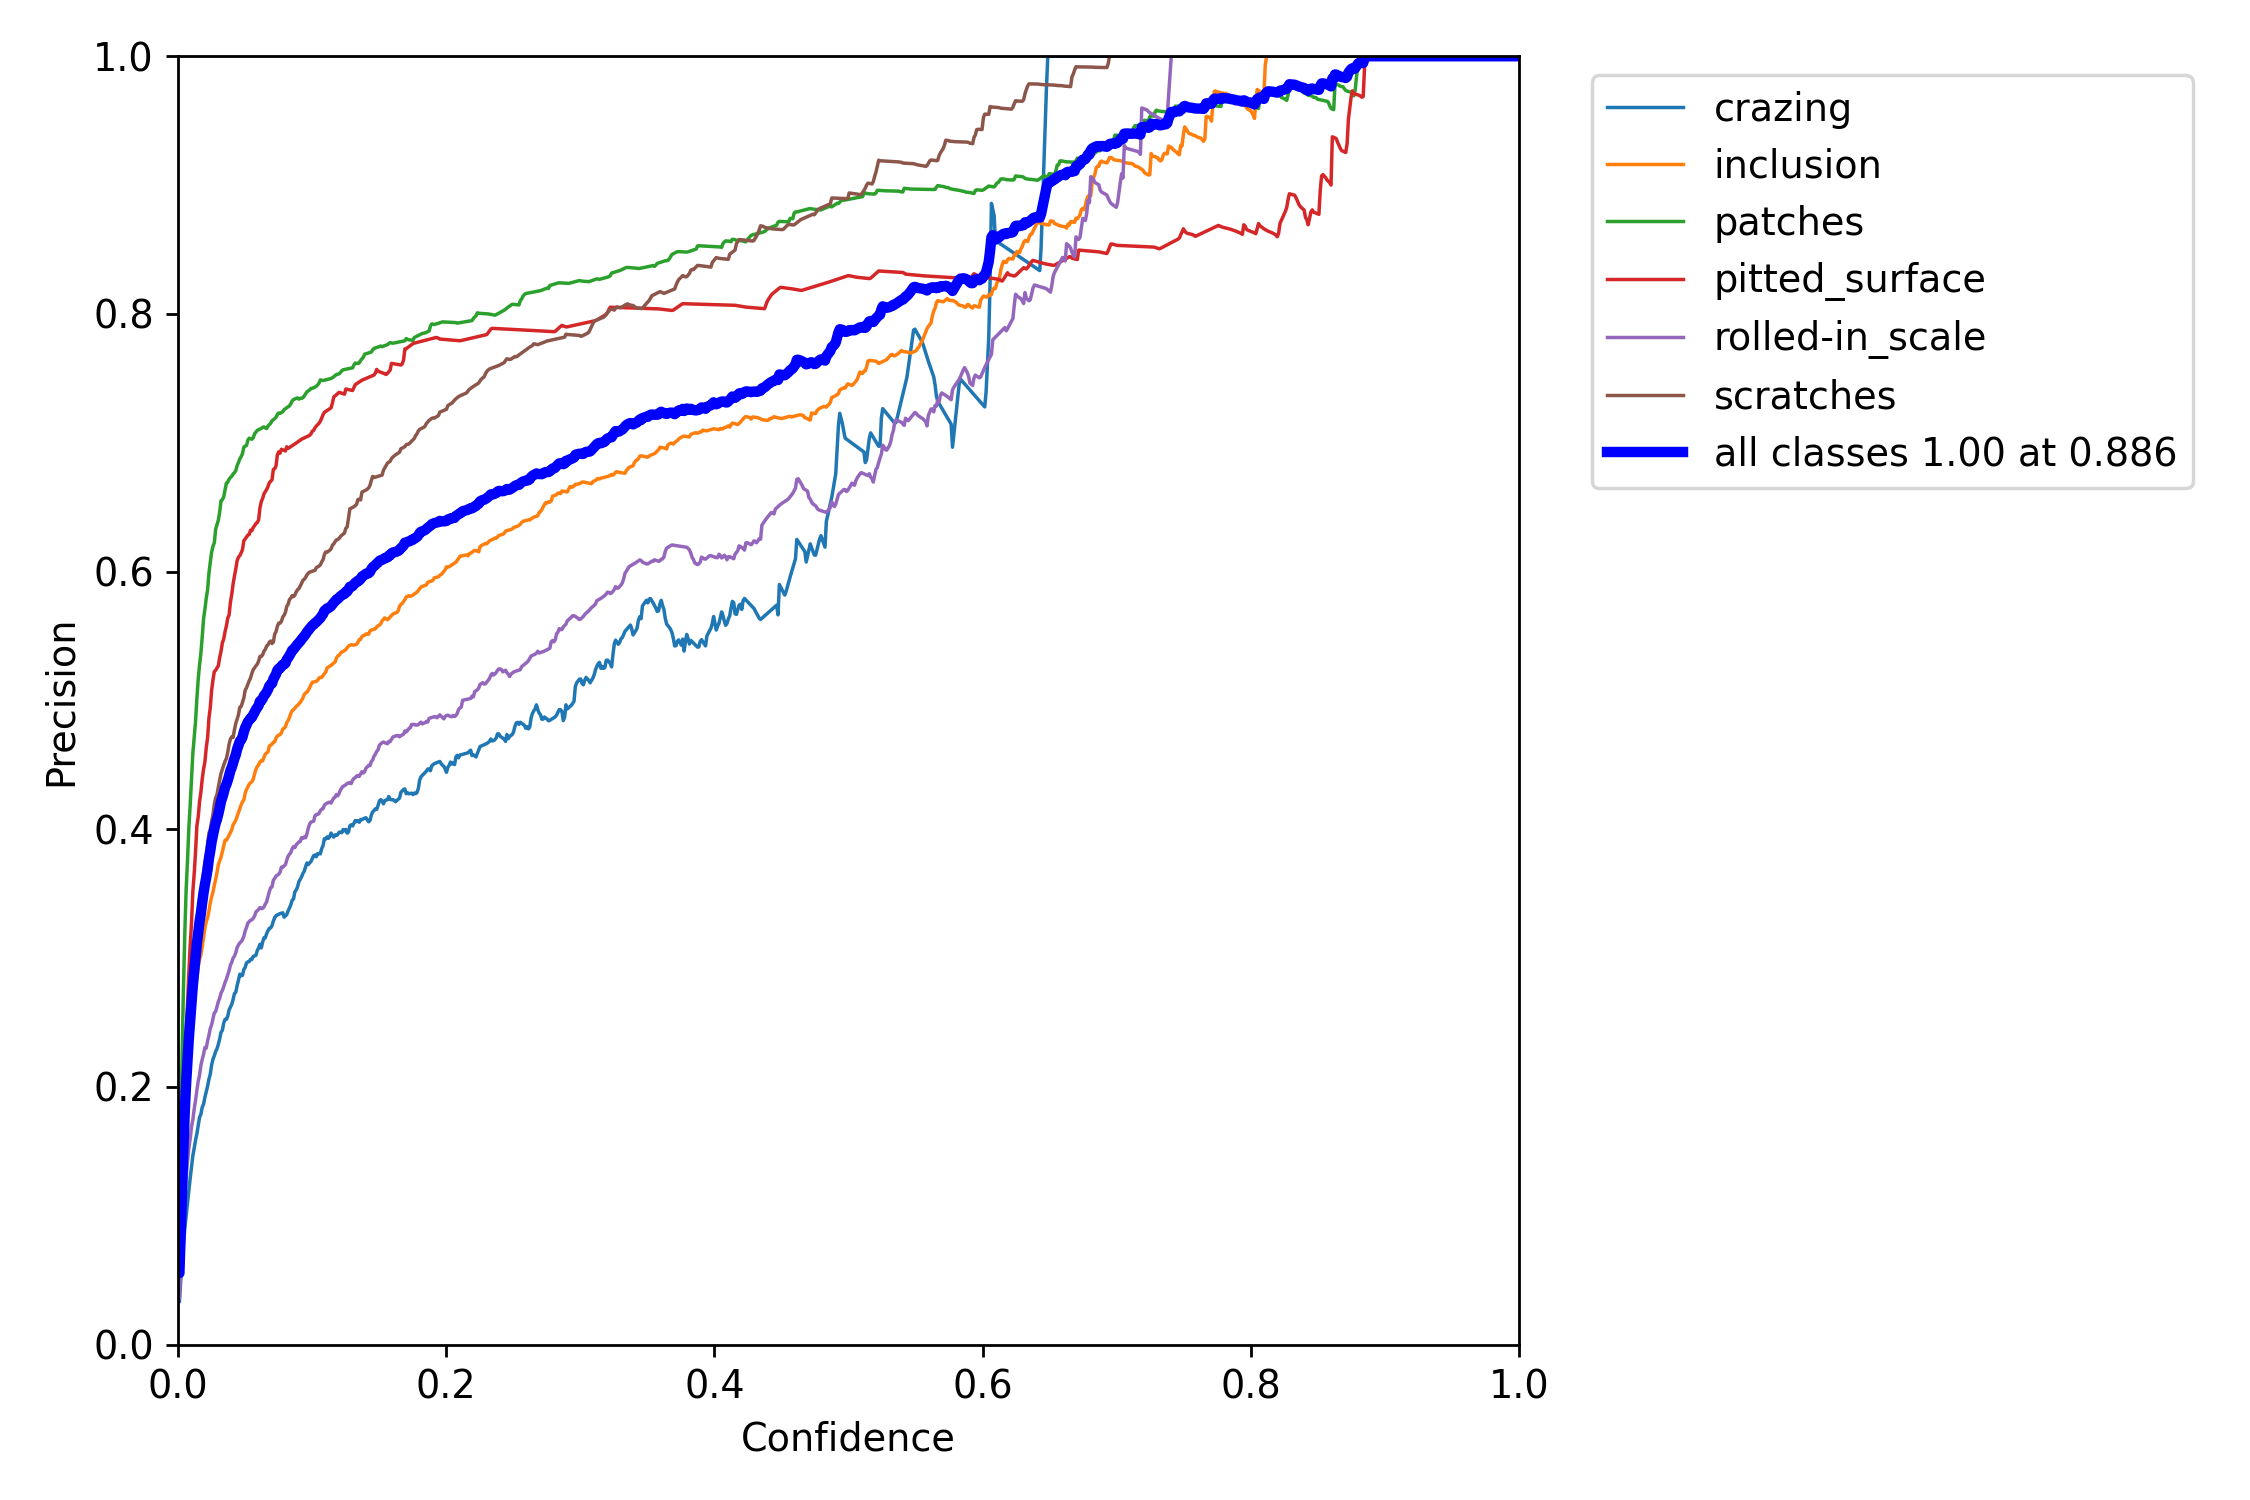 1.0
0.8
0.6
0.4
0.2
0.0
0.0 0.2 0.4 0.6 0.8 1.0
Precision
Confidence
crazing
inclusion
patches
pitted_surface
rolled-in_scale
scratches
all classes 1.00 at 0.886